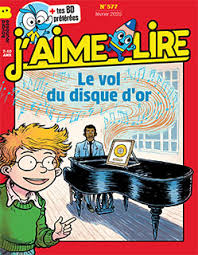 + tes BD
préférées
N°577
février 2025
J'AIME LIRE
7-10
ANS
Le vol
du disque d'or